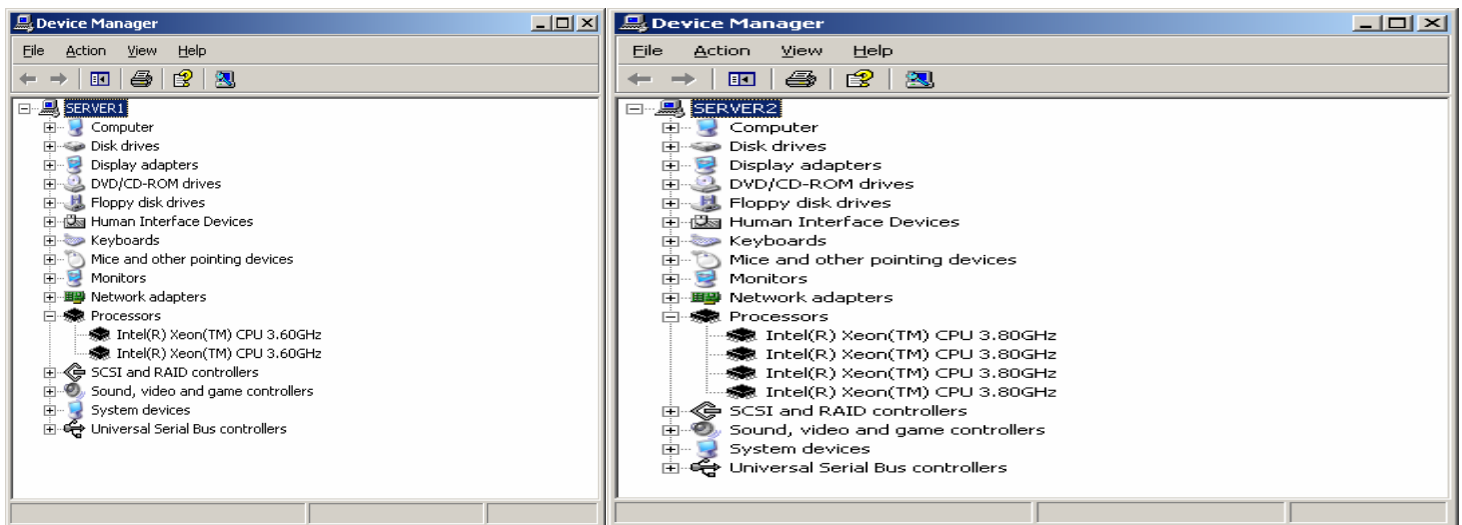 Device Manager
File Action View Help
SERVER1
Computer
Disk drives
Display adapters
DVD/CD-ROM drives
Floppy disk drives
Human Interface Devices
Keyboards
Mice and other pointing devices
Monitors
Network adapters
Processors
Intel(R) Xeon(TM) CPU 3.60GHz
Intel(R) Xeon(TM) CPU 3.60GHz
SCSI and RAID controllers
Sound, video and game controllers
System devices
Universal Serial Bus controllers
Device Manager
File Action View Help
SERVER2
Computer
Disk drives
Display adapters
DVD/CD-ROM drives
Floppy disk drives
Human Interface Devices
Keyboards
Mice and other pointing devices
Monitors
Network adapters
Processors
Intel(R) Xeon(TM) CPU 3.80GHz
Intel(R) Xeon(TM) CPU 3.80GHz
Intel(R) Xeon(TM) CPU 3.80GHz
Intel(R) Xeon(TM) CPU 3.80GHz
SCSI and RAID controllers
Sound, video and game controllers
System devices
Universal Serial Bus controllers